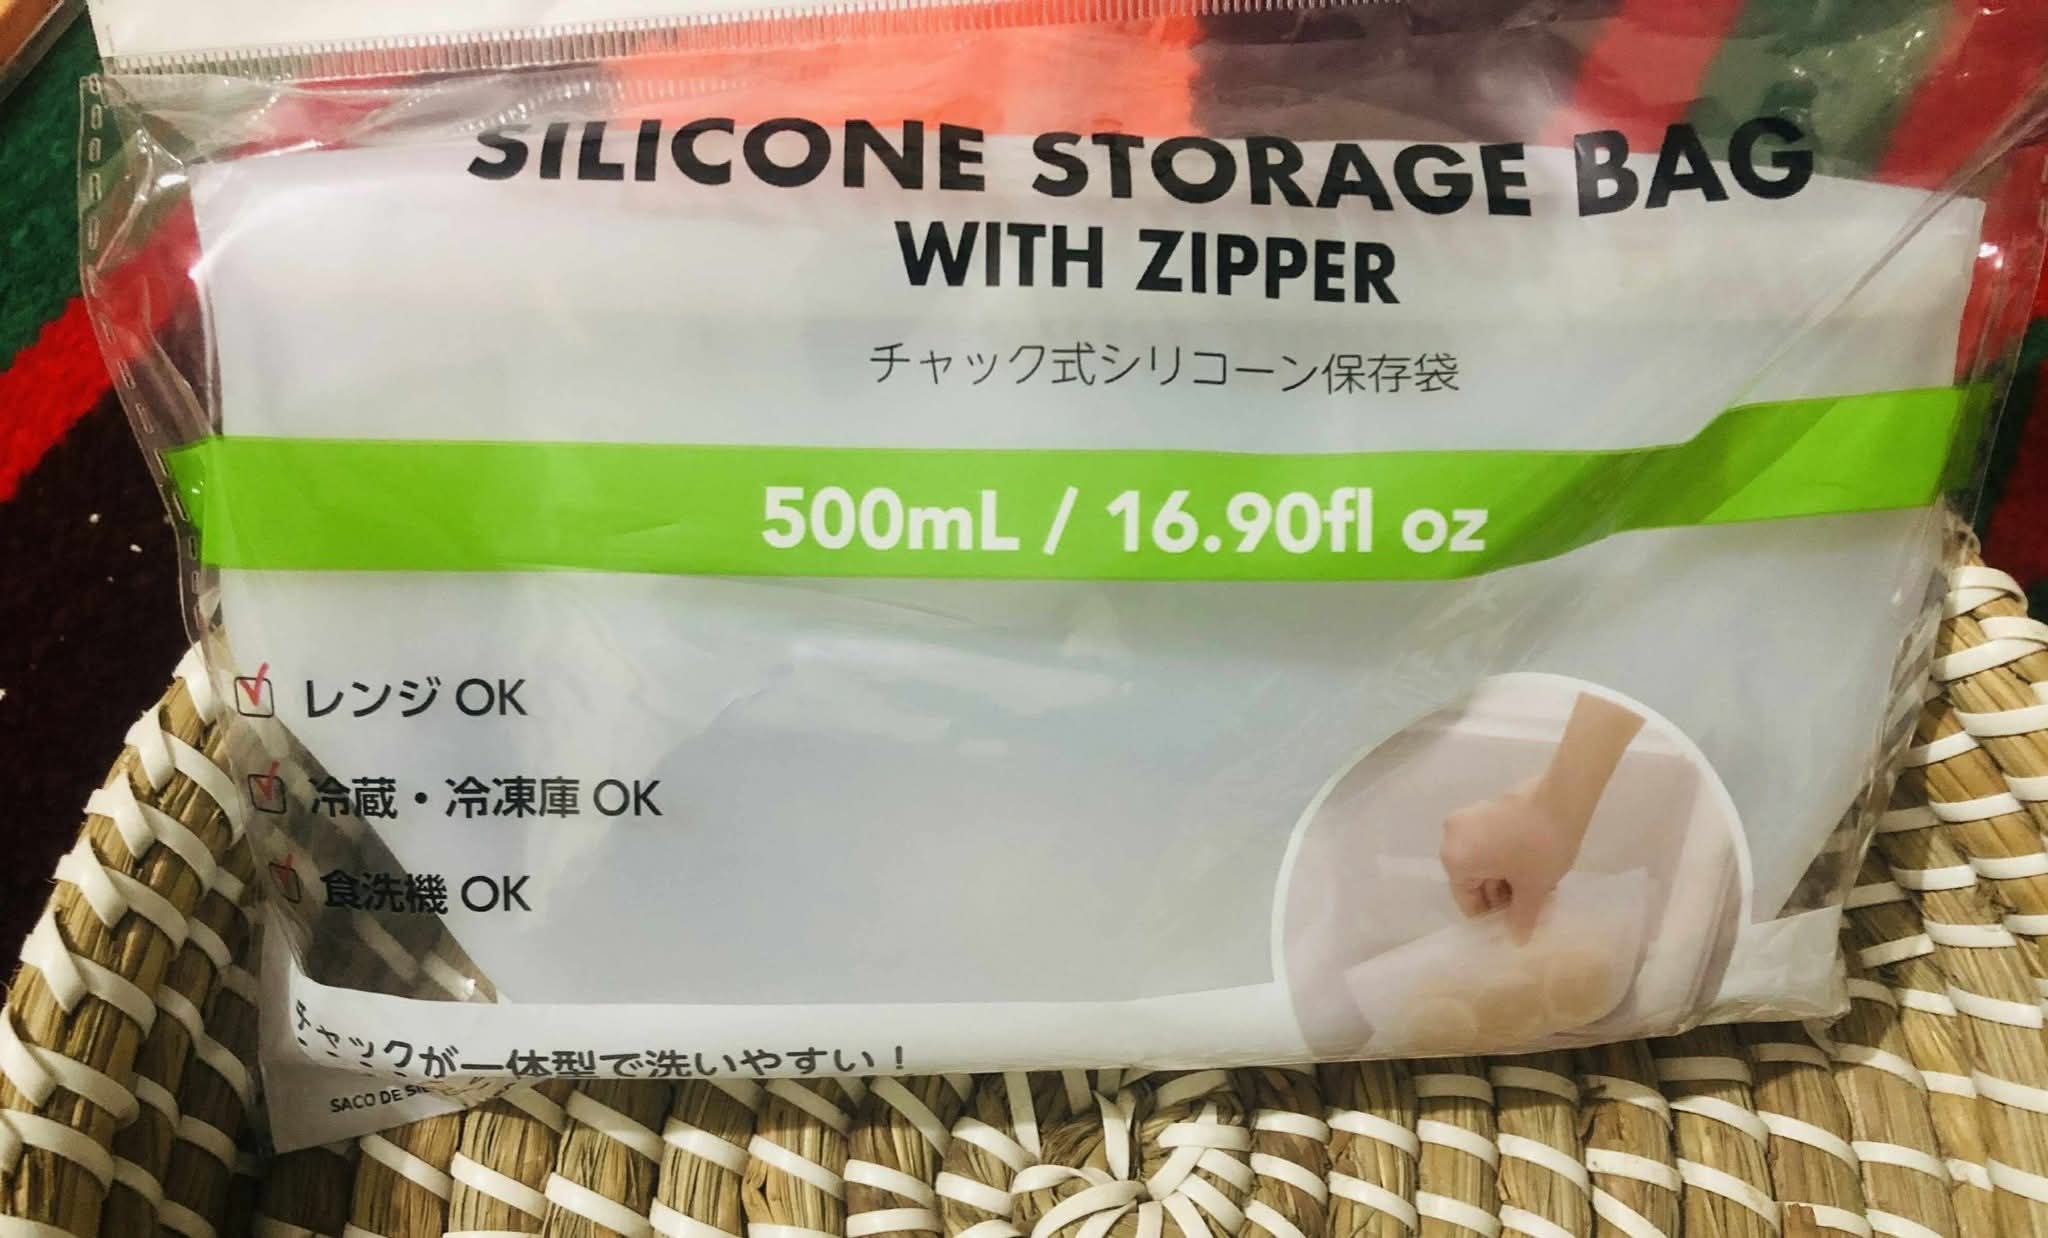 SILICONE STORAGE BAG
WITH ZIPPER
チャック式シリコーン保存袋
500mL / 16.90fl oz
レンジ OK
冷蔵・冷凍庫 OK
食洗機 OK
チャックが一体型で洗いやすい！
SACO DE